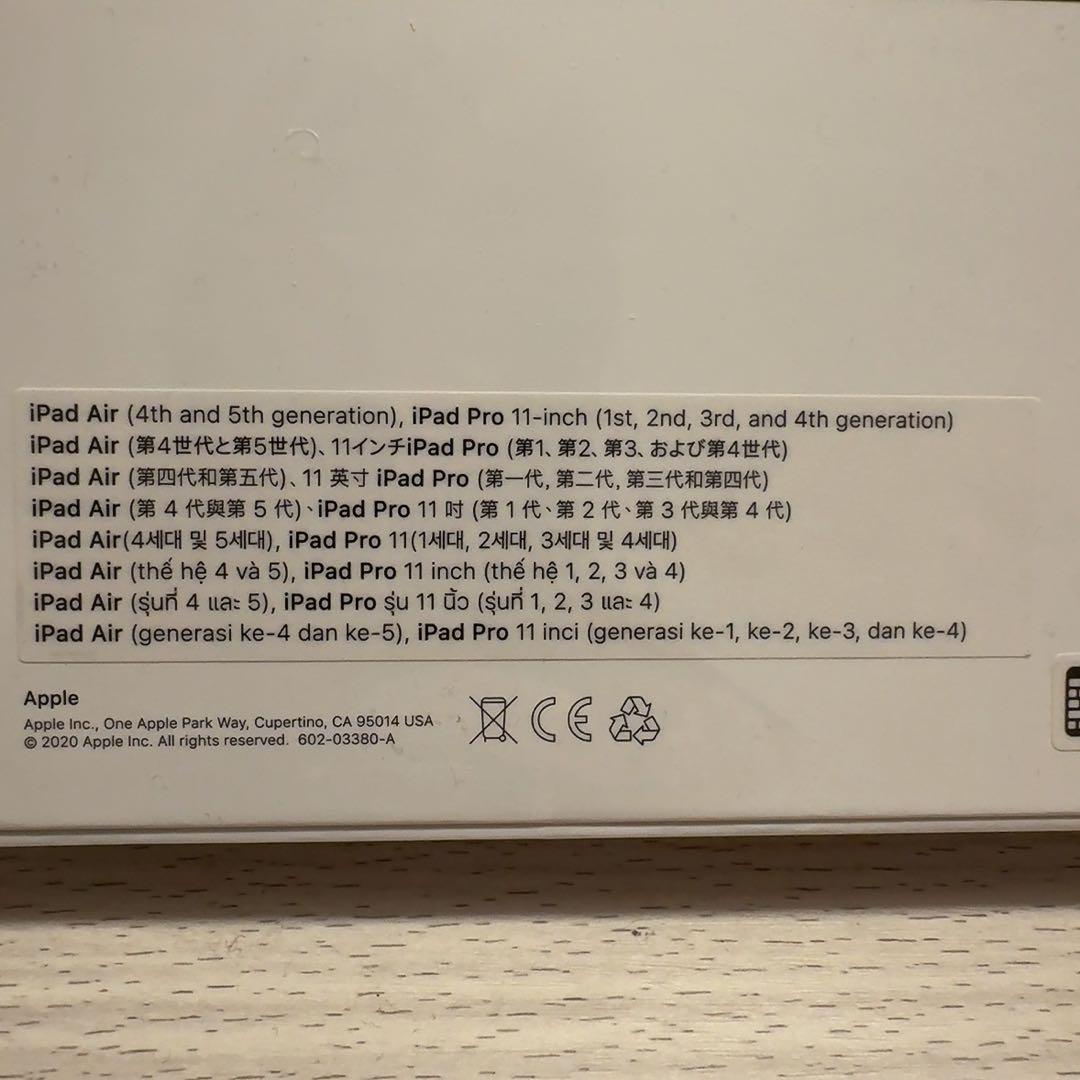 iPad Air (4th and 5th generation), iPad Pro 11-inch (1st, 2nd, 3rd, and 4th generation)
iPad Air (第4世代と第5世代)、11インチiPad Pro (第1、第2、第3、および第4世代)
iPad Air (第四代和第五代)、11 英寸 iPad Pro (第一代, 第二代, 第三代和第四代)
iPad Air (第 4 代與第 5 代)、iPad Pro 11 吋 (第 1 代、第 2 代、第 3 代與第 4 代)
iPad Air(4세대 및 5세대), iPad Pro 11(1세대, 2세대, 3세대 및 4세대)
iPad Air (thế hệ 4 và 5), iPad Pro 11 inch (thế hệ 1, 2, 3 và 4)
iPad Air (รุ่นที่ 4 และ 5), iPad Pro รุ่น 11 นิ้ว (รุ่นที่ 1, 2, 3 และ 4)
iPad Air (generasi ke-4 dan ke-5), iPad Pro 11 inci (generasi ke-1, ke-2, ke-3, dan ke-4)
Apple
Apple Inc., One Apple Park Way, Cupertino, CA 95014 USA
© 2020 Apple Inc. All rights reserved. 602-03380-A
CE